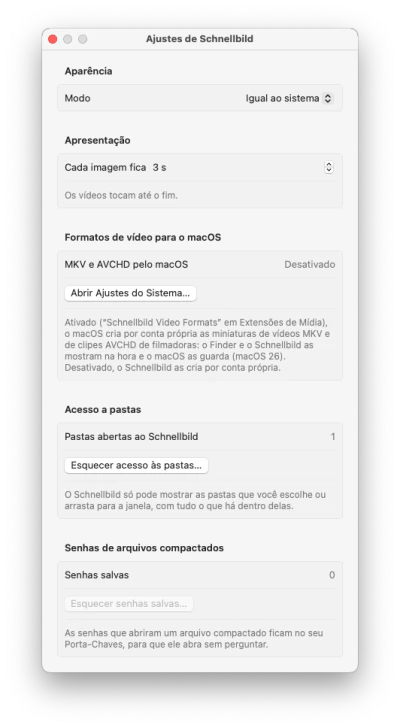 Ajustes de Schnellbild
Aparência
Modo Igual ao sistema
Apresentação
Cada imagem fica 3 s
Os vídeos tocam até o fim.
Formatos de vídeo para o macOS
MKV e AVCHD pelo macOS Desativado
Abrir Ajustes do Sistema...
Ativado (“Schnellbild Video Formats” em Extensões de Mídia),
o macOS cria por conta própria as miniaturas de vídeos MKV e
de clipes AVCHD de filmadoras: o Finder e o Schnellbild as
mostram na hora e o macOS as guarda (macOS 26).
Desativado, o Schnellbild as cria por conta própria.
Acesso a pastas
Pastas abertas ao Schnellbild 1
Esquecer acesso às pastas...
O Schnellbild só pode mostrar as pastas que você escolhe ou
arrasta para a janela, com tudo o que há dentro delas.
Senhas de arquivos compactados
Senhas salvas 0
Esquecer senhas salvas...
As senhas que abriram um arquivo compactado ficam no seu
Porta-Chaves, para que ele abra sem perguntar.